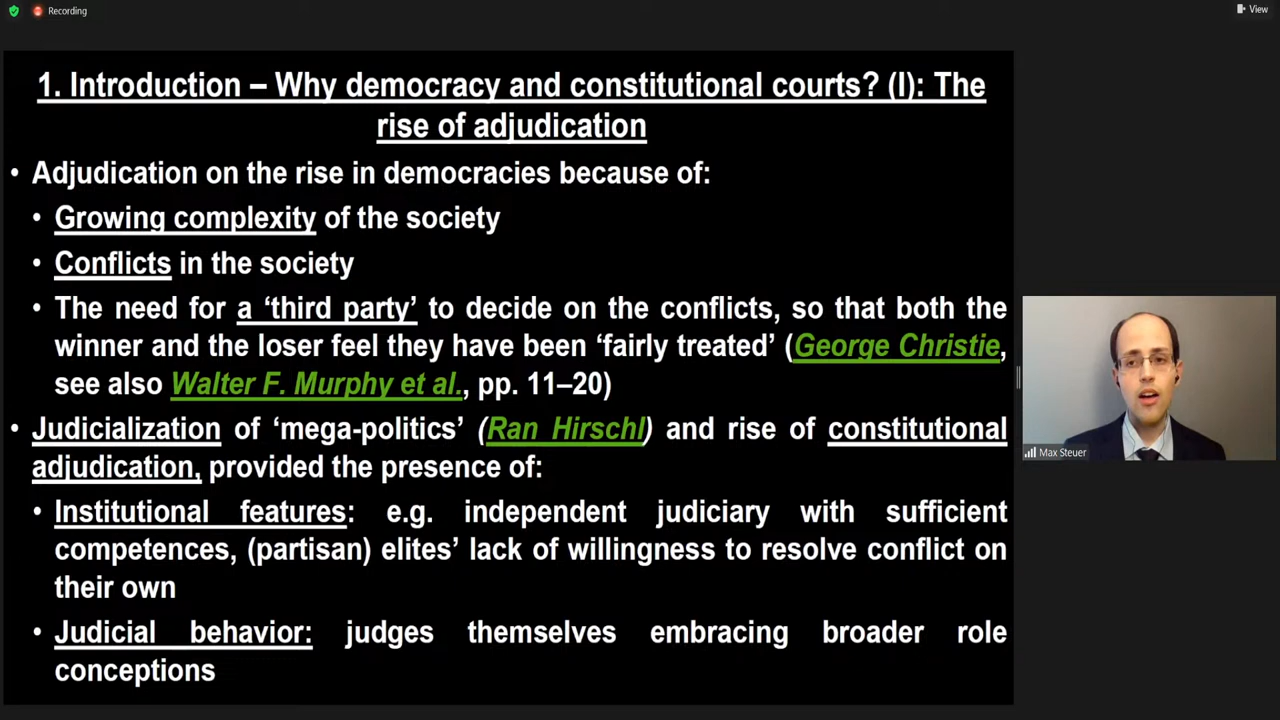 Recording
View
1. Introduction – Why democracy and constitutional courts? (I): The
rise of adjudication
• Adjudication on the rise in democracies because of:
• Growing complexity of the society
• Conflicts in the society
• The need for a ‘third party’ to decide on the conflicts, so that both the
winner and the loser feel they have been ‘fairly treated’ (George Christie,
see also Walter F. Murphy et al., pp. 11–20)
• Judicialization of ‘mega-politics’ (Ran Hirschl) and rise of constitutional
adjudication, provided the presence of:
• Institutional features: e.g. independent judiciary with sufficient
competences, (partisan) elites’ lack of willingness to resolve conflict on
their own
• Judicial behavior: judges themselves embracing broader role
conceptions
Max Steuer